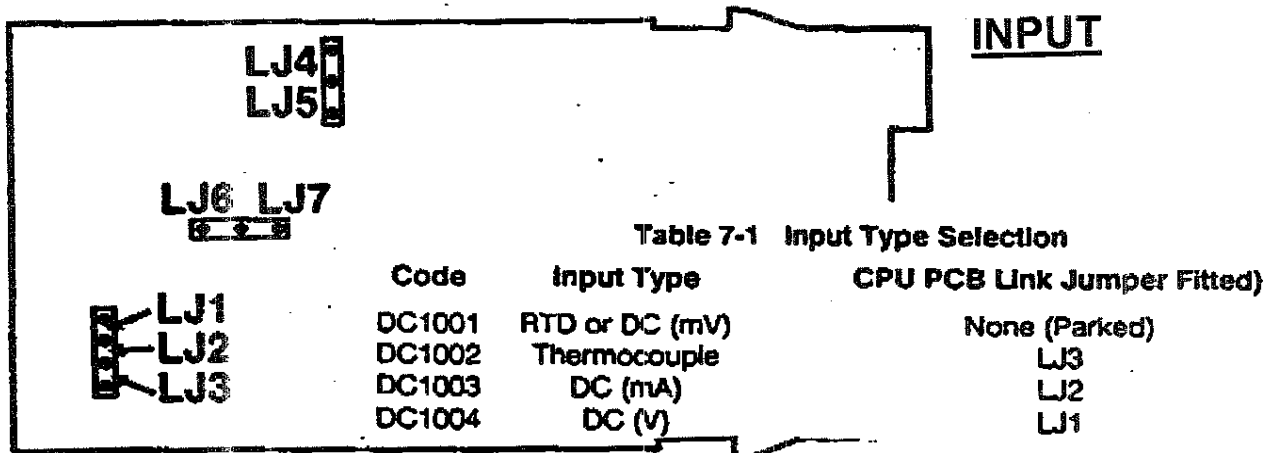 INPUT
LJ4
LJ5
LJ6 LJ7
Table 7-1 Input Type Selection
Code Input Type CPU PCB Link Jumper Fitted)
LJ1
DC1001 RTD or DC (mV) None (Parked)
LJ2
DC1002 Thermocouple LJ3
LJ3
DC1003 DC (mA) LJ2
DC1004 DC (V) LJ1